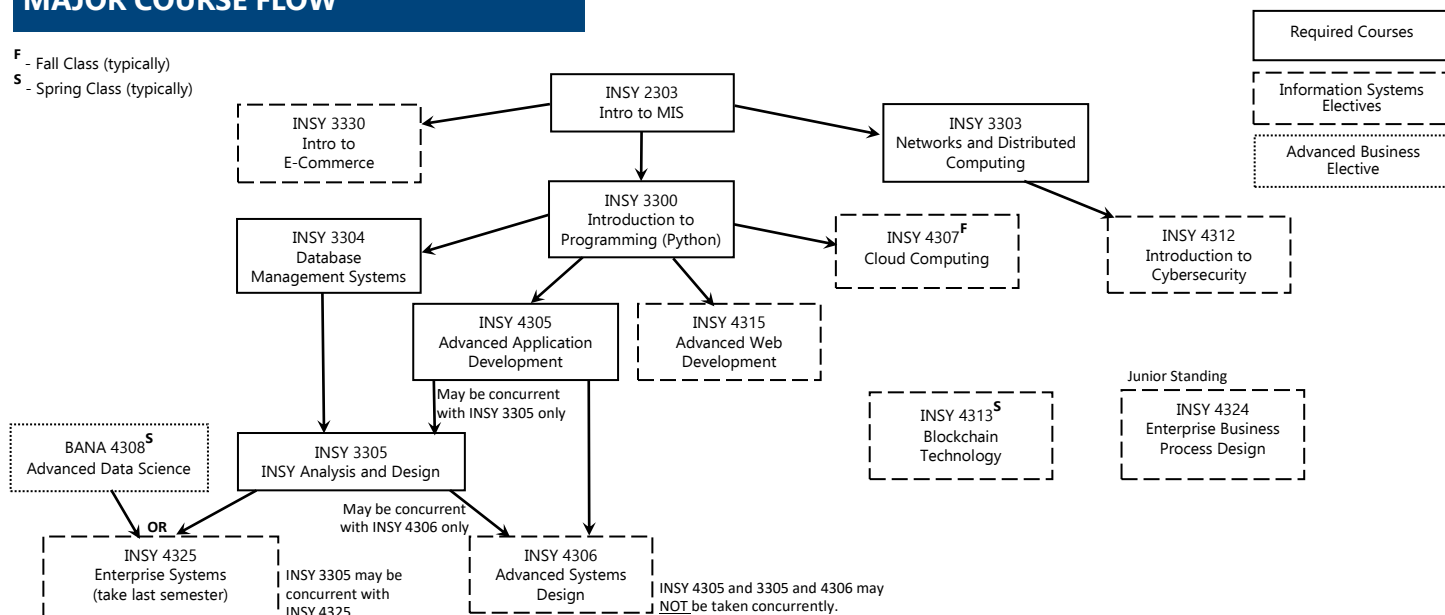 MAJOR COURSE FLOW
F - Fall Class (typically)
S - Spring Class (typically)
Required Courses
Information Systems
Electives
Advanced Business
Elective
INSY 2303
Intro to MIS
INSY 3330
Intro to
E-Commerce
INSY 3303
Networks and Distributed
Computing
INSY 3300
Introduction to
Programming (Python)
INSY 3304
Database
Management Systems
INSY 4307F
Cloud Computing
INSY 4312
Introduction to
Cybersecurity
INSY 4305
Advanced Application
Development
INSY 4315
Advanced Web
Development
May be concurrent
with INSY 3305 only
Junior Standing
INSY 4313S
Blockchain
Technology
INSY 4324
Enterprise Business
Process Design
BANA 4308S
Advanced Data Science
INSY 3305
INSY Analysis and Design
May be concurrent
with INSY 4306 only
OR
INSY 4325
Enterprise Systems
(take last semester)
INSY 3305 may be
concurrent with
INSY 4325
INSY 4306
Advanced Systems
Design
INSY 4305 and 3305 and 4306 may
NOT be taken concurrently.